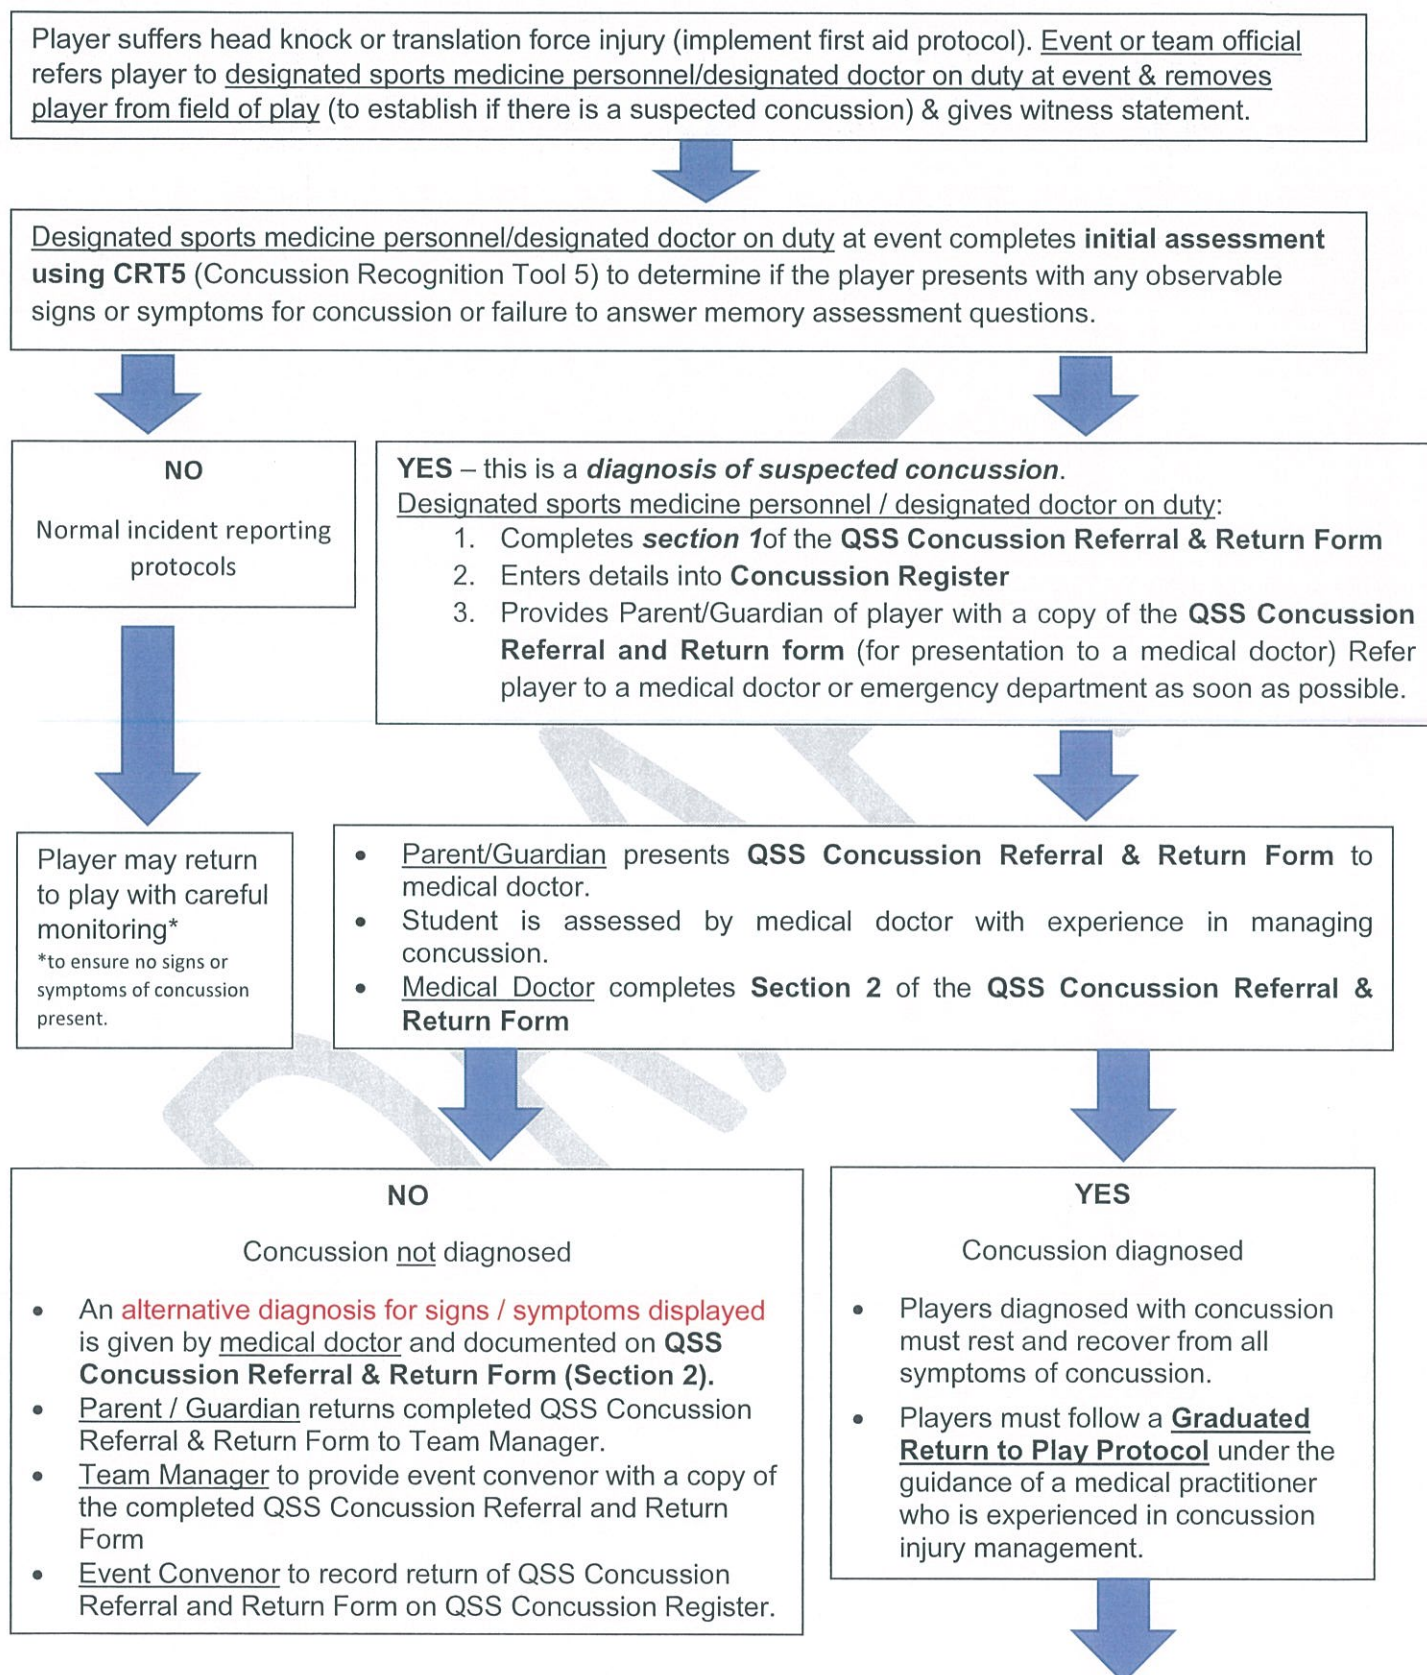 Player suffers head knock or translation force injury (implement first aid protocol). Event or team official
refers player to designated sports medicine personnel/designated doctor on duty at event & removes
player from field of play (to establish if there is a suspected concussion) & gives witness statement.
Designated sports medicine personnel/designated doctor on duty at event completes initial assessment
using CRT5 (Concussion Recognition Tool 5) to determine if the player presents with any observable
signs or symptoms for concussion or failure to answer memory assessment questions.
NO
Normal incident reporting
protocols
YES – this is a diagnosis of suspected concussion.
Designated sports medicine personnel / designated doctor on duty:
1. Completes section 1of the QSS Concussion Referral & Return Form
2. Enters details into Concussion Register
3. Provides Parent/Guardian of player with a copy of the QSS Concussion
Referral and Return form (for presentation to a medical doctor) Refer
player to a medical doctor or emergency department as soon as possible.
Player may return
to play with careful
monitoring*
*to ensure no signs or
symptoms of concussion
present.
• Parent/Guardian presents QSS Concussion Referral & Return Form to
medical doctor.
• Student is assessed by medical doctor with experience in managing
concussion.
• Medical Doctor completes Section 2 of the QSS Concussion Referral &
Return Form
NO
Concussion not diagnosed
• An alternative diagnosis for signs / symptoms displayed
is given by medical doctor and documented on QSS
Concussion Referral & Return Form (Section 2).
• Parent / Guardian returns completed QSS Concussion
Referral & Return Form to Team Manager.
• Team Manager to provide event convenor with a copy of
the completed QSS Concussion Referral and Return
Form
• Event Convenor to record return of QSS Concussion
Referral and Return Form on QSS Concussion Register.
YES
Concussion diagnosed
• Players diagnosed with concussion
must rest and recover from all
symptoms of concussion.
• Players must follow a Graduated
Return to Play Protocol under the
guidance of a medical practitioner
who is experienced in concussion
injury management.
DRAFT